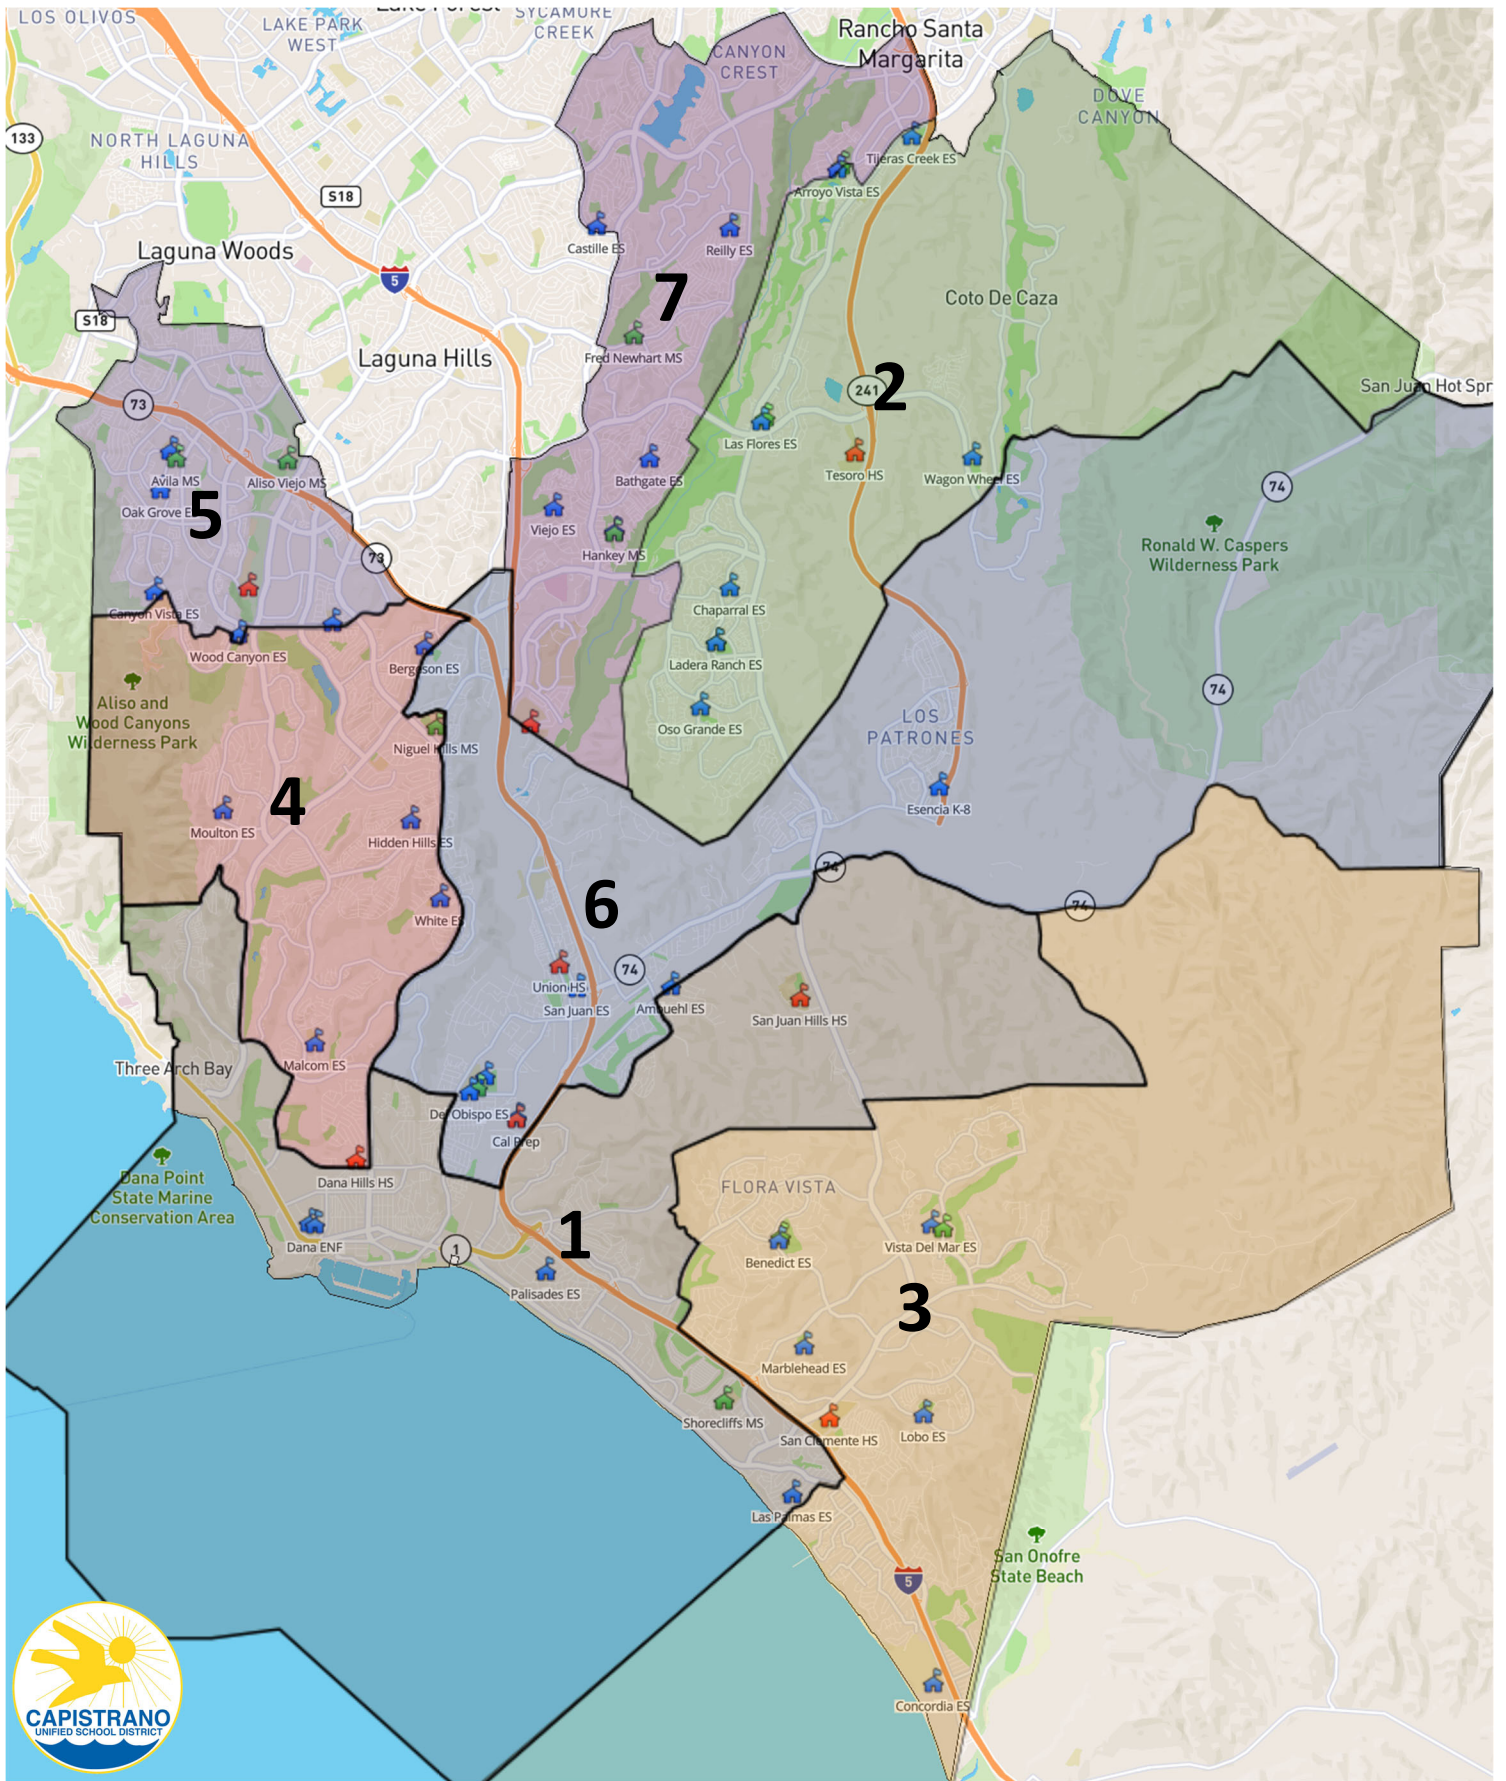 LOS OLIVOS
LAKE PARK
WEST
SYCAMORE
CREEK
Rancho Santa
Margarita
CANYON
CREST
DOVE
CANYON
133
NORTH LAGUNA
HILLS
S18
Tijeras Creek ES
Arroyo Vista ES
Laguna Woods
5
Castille ES
Reilly ES
7
Coto De Caza
S18
Laguna Hills
Fred Newhart MS
241
2
San Juan Hot Spr
73
Las Flores ES
Avila MS
Aliso Viejo MS
Bathgate ES
Tesoro HS
Wagon Wheel ES
74
Oak Grove E
5
Viejo ES
Hankey MS
73
Ronald W. Caspers
Wilderness Park
Canyon Vista ES
Chaparral ES
Wood Canyon ES
Bergeson ES
Ladera Ranch ES
74
Aliso and
Wood Canyons
Wilderness Park
Niguel Hills MS
Oso Grande ES
LOS
PATRONES
4
Moulton ES
Hidden Hills ES
Esencia K-8
74
6
White ES
74
74
Union HS
San Juan ES
Ambuehl ES
San Juan Hills HS
Three Arch Bay
Malcom ES
Del Obispo ES
Cal Prep
Dana Point
State Marine
Conservation Area
Dana Hills HS
FLORA VISTA
Dana ENF
1
1
Palisades ES
Benedict ES
Vista Del Mar ES
3
Marblehead ES
Shorecliffs MS
San Clemente HS
Lobo ES
Las Palmas ES
San Onofre
State Beach
5
Concordia ES
CAPISTRANO
UNIFIED SCHOOL DISTRICT